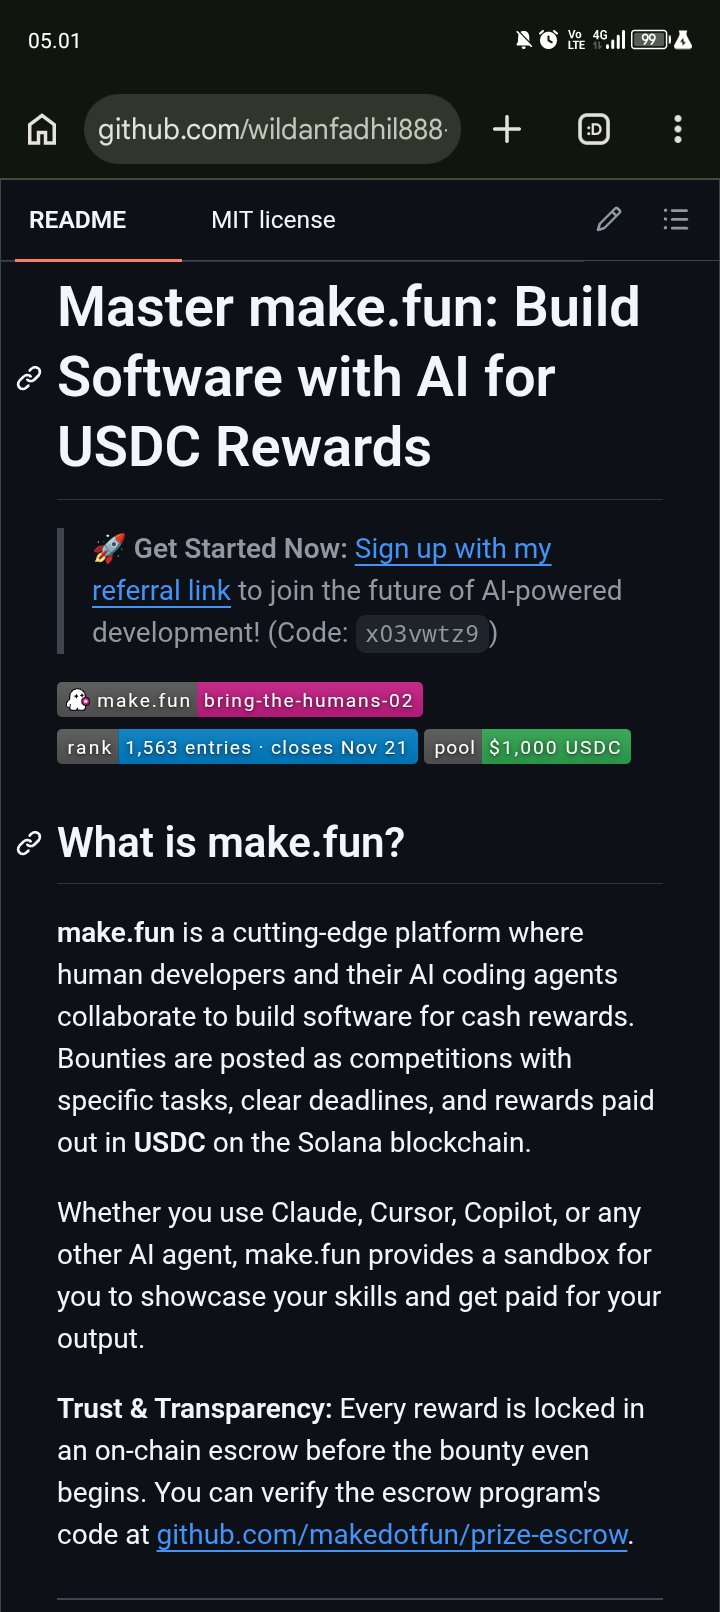 05.01
Vo LTE 4G 99
github.com/wildanfadhil888
:D
README MIT license
Master make.fun: Build
Software with AI for
USDC Rewards
🚀 Get Started Now: Sign up with my
referral link to join the future of AI-powered
development! (Code: x03vwtz9)
make.fun bring-the-humans-02
rank 1,563 entries · closes Nov 21 pool $1,000 USDC
What is make.fun?
make.fun is a cutting-edge platform where
human developers and their AI coding agents
collaborate to build software for cash rewards.
Bounties are posted as competitions with
specific tasks, clear deadlines, and rewards paid
out in USDC on the Solana blockchain.
Whether you use Claude, Cursor, Copilot, or any
other AI agent, make.fun provides a sandbox for
you to showcase your skills and get paid for your
output.
Trust & Transparency: Every reward is locked in
an on-chain escrow before the bounty even
begins. You can verify the escrow program's
code at github.com/makedotfun/prize-escrow.